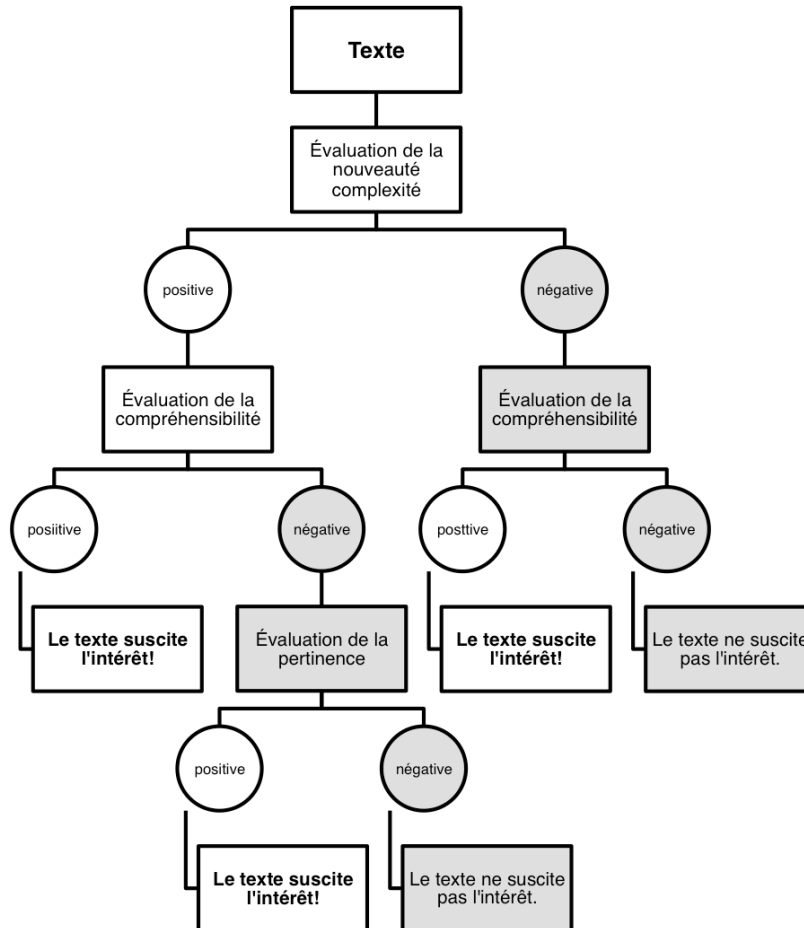 Texte
Évaluation de la
nouveauté
complexité
positive
négative
Évaluation de la
compréhensibilité
Évaluation de la
compréhensibilité
posiitive
négative
posttive
négative
Le texte suscite
l'intérêt!
Évaluation de la
pertinence
Le texte suscite
l'intérêt!
Le texte ne suscite
pas l'intérêt.
positive
négative
Le texte suscite
l'intérêt!
Le texte ne suscite
pas l'intérêt.